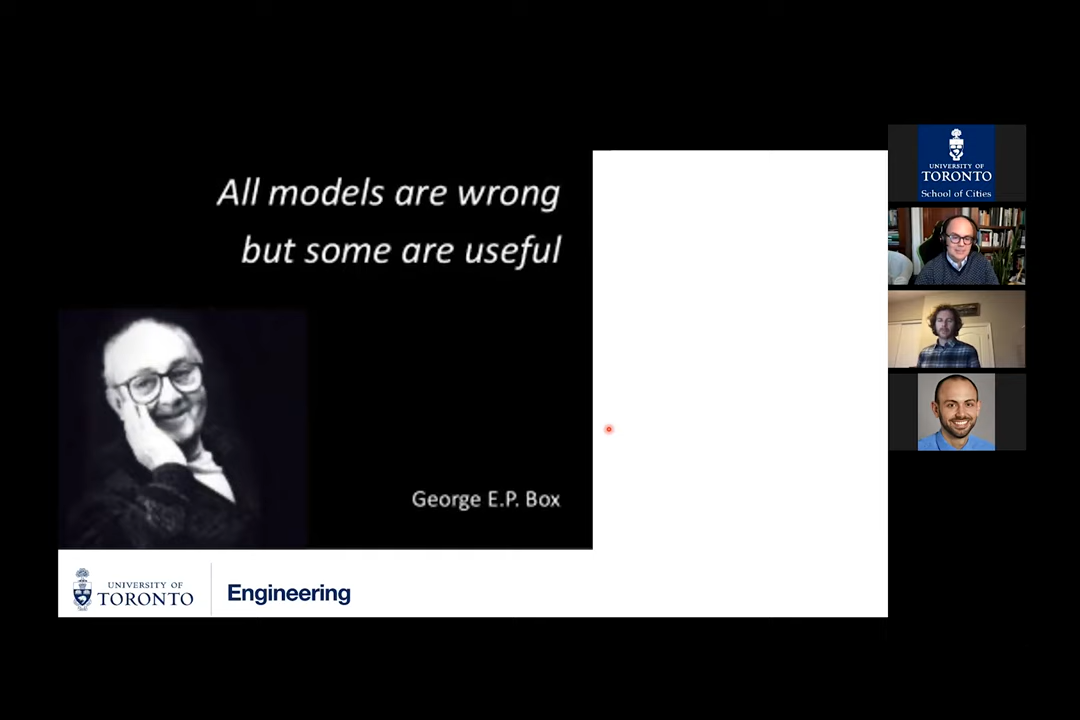 All models are wrong
but some are useful
George E.P. Box
UNIVERSITY OF
TORONTO
Engineering
UNIVERSITY OF
TORONTO
School of Cities